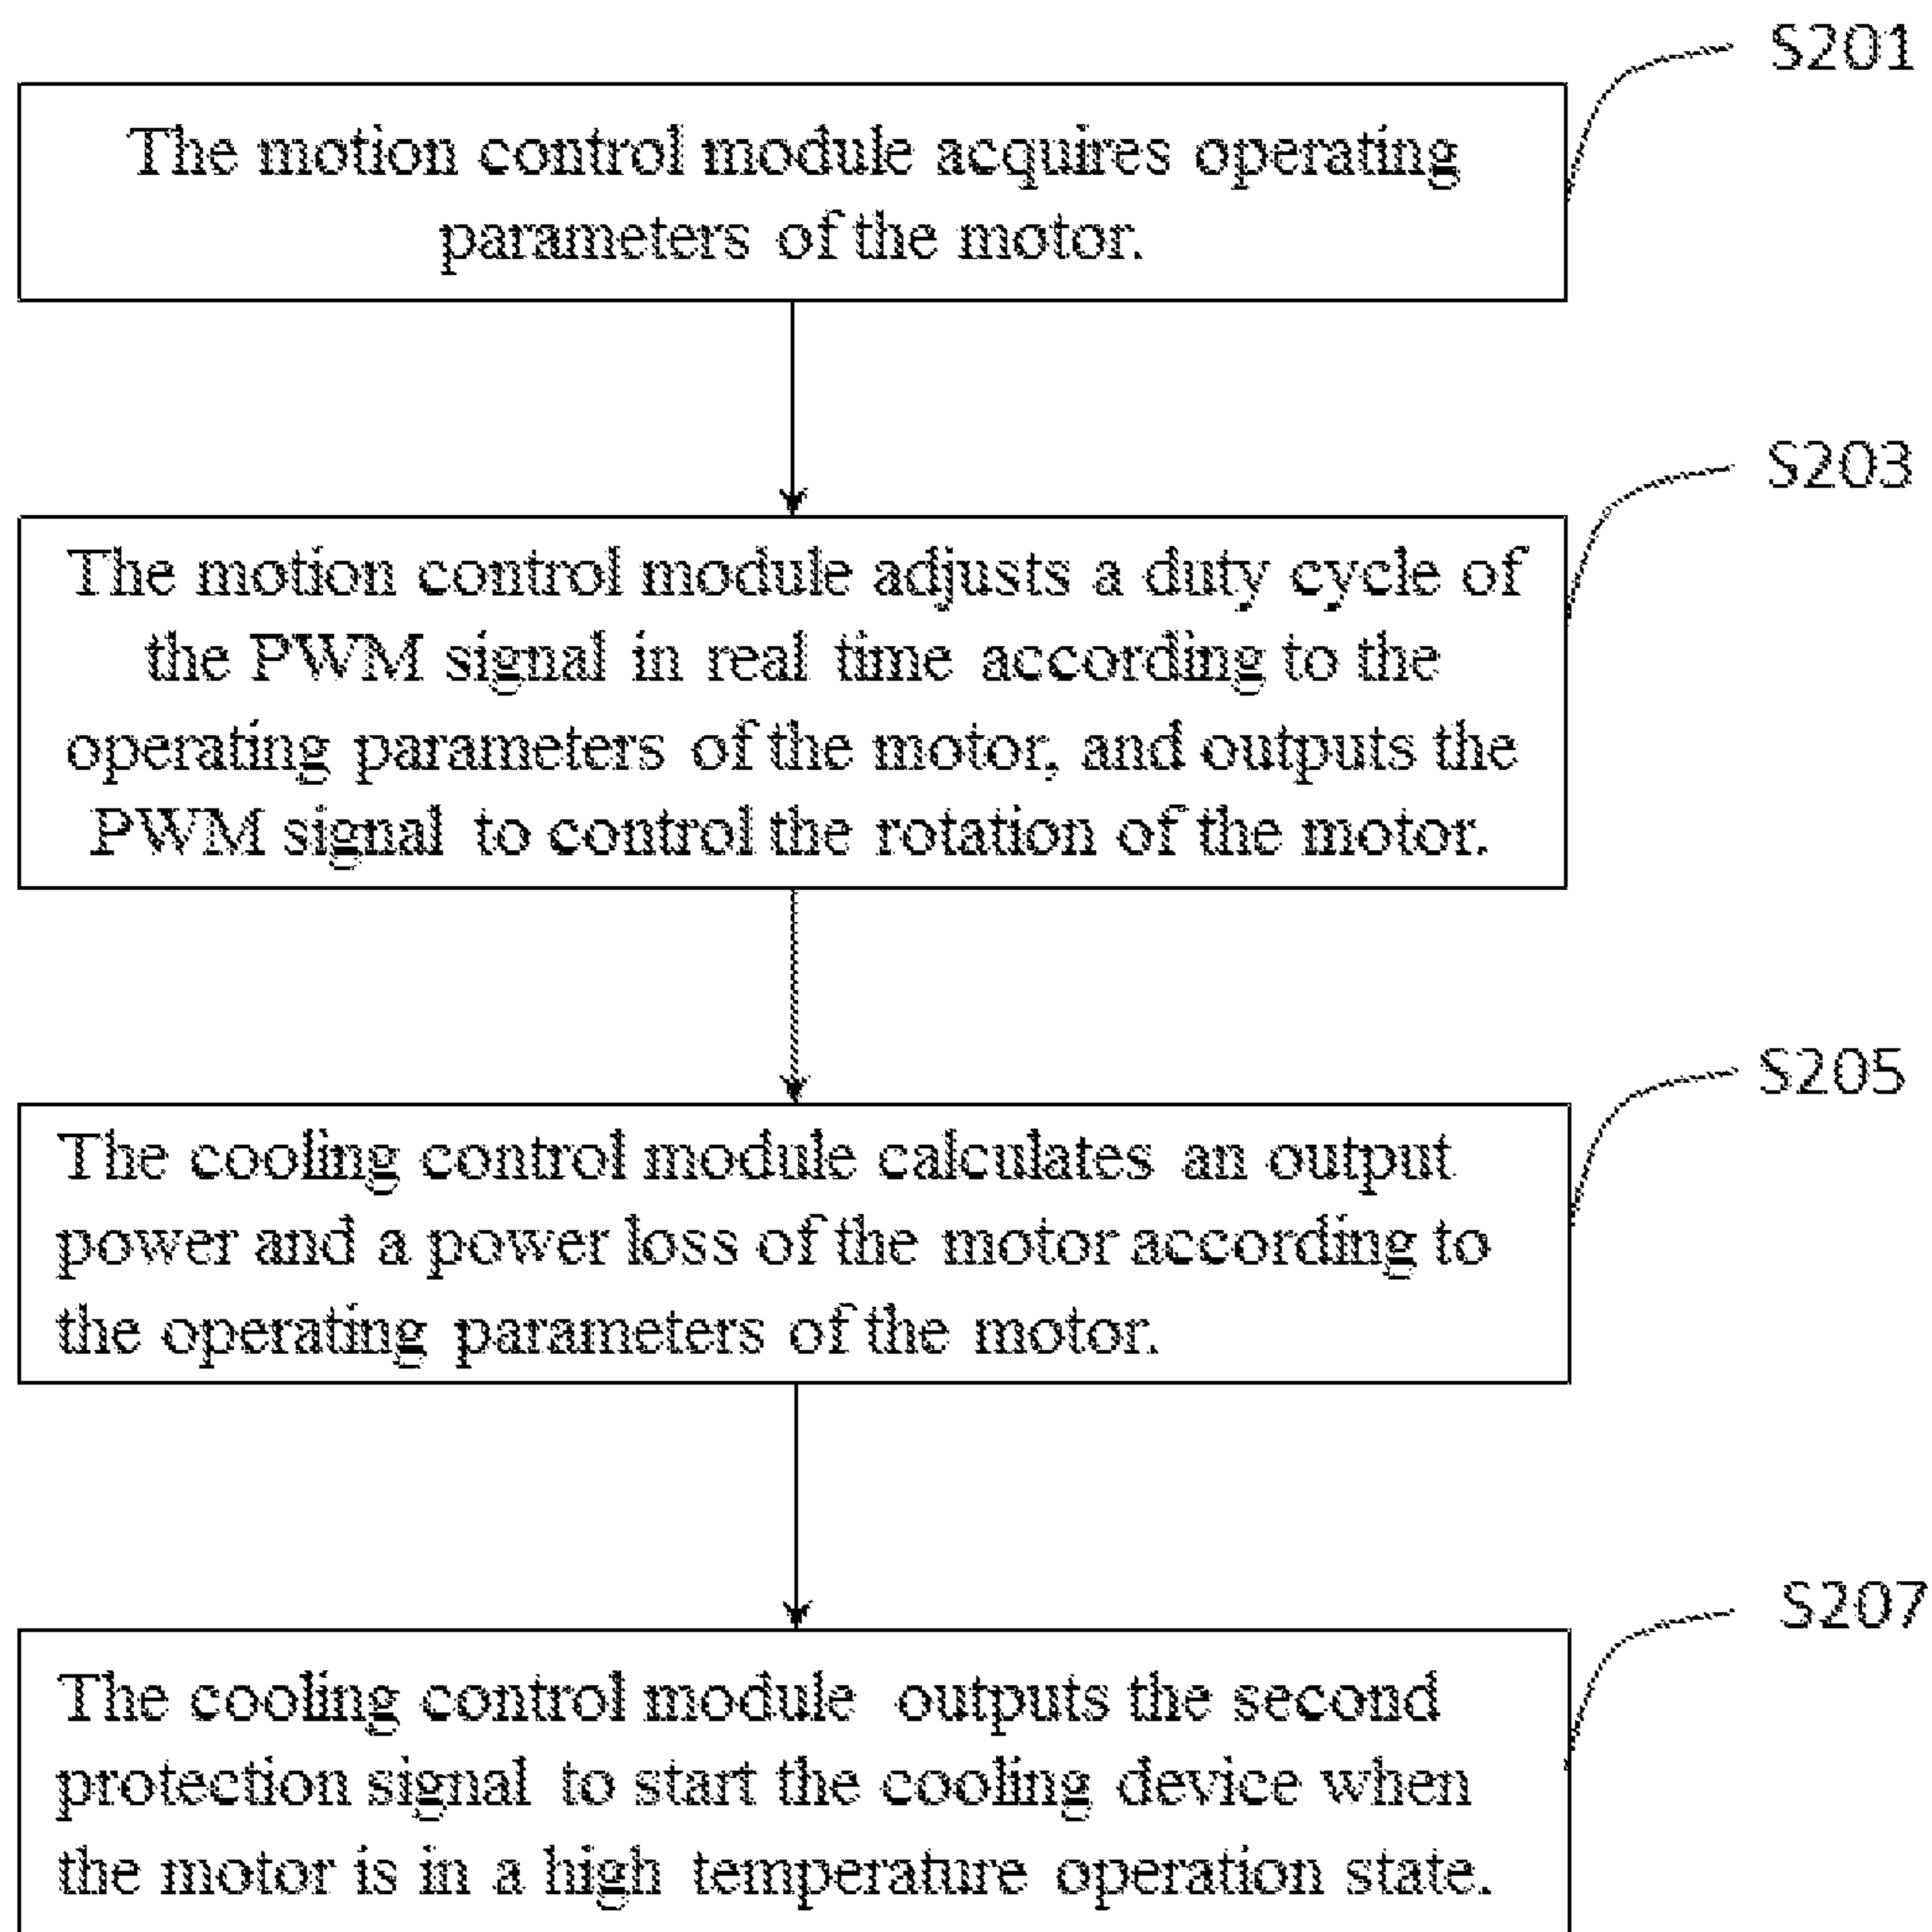 S201
The motion control module acquires operating
parameters of the motor.
S203
The motion control module adjusts a duty cycle of
the PWM signal in real time according to the
operating parameters of the motor, and outputs the
PWM signal to control the rotation of the motor.
S205
The cooling control module calculates an output
power and a power loss of the motor according to
the operating parameters of the motor.
S207
The cooling control module outputs the second
protection signal to start the cooling device when
the motor is in a high temperature operation state.